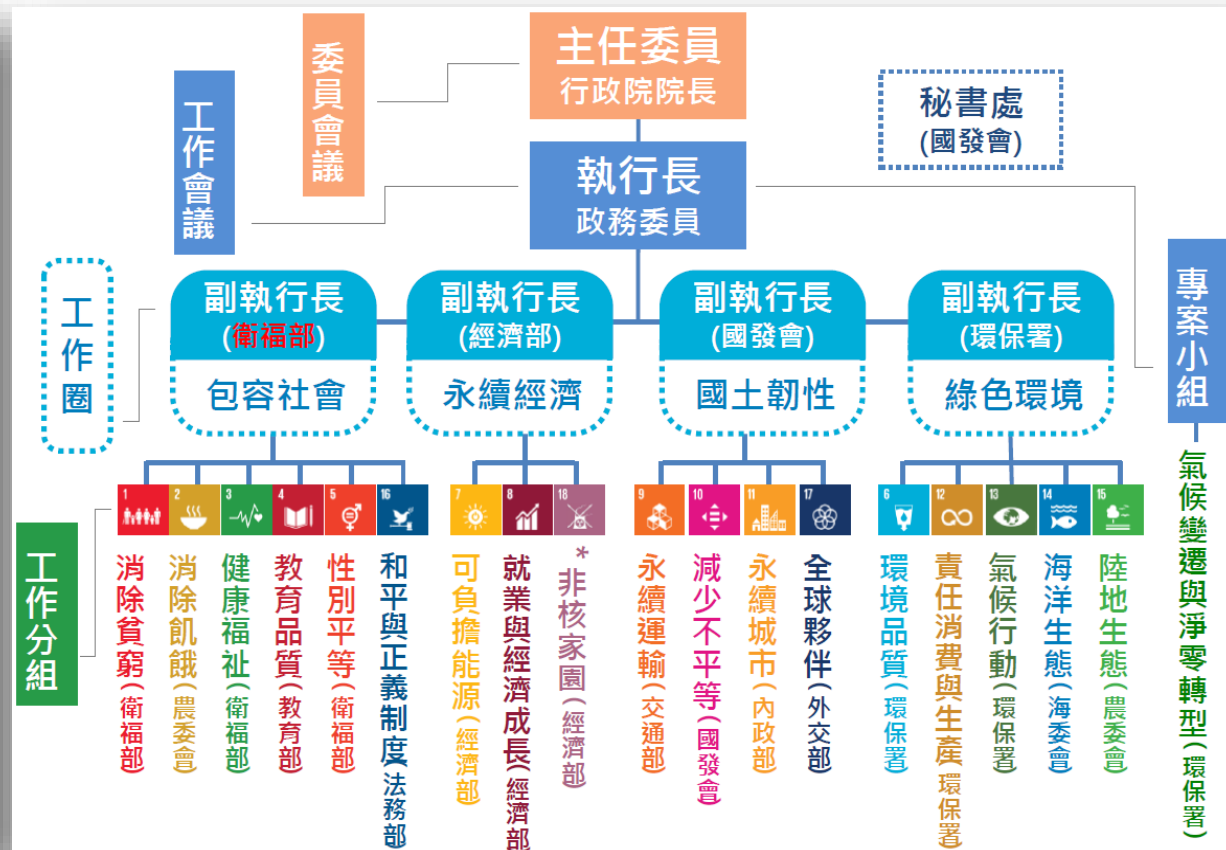 委員會議
主任委員
行政院院長
工作會議
執行長
政務委員
秘書處
(國發會)
專案小組
氣候變遷與淨零轉型(環保署)
工作圈
副執行長
(衛福部)
包容社會
副執行長
(經濟部)
永續經濟
副執行長
(國發會)
國土韌性
副執行長
(環保署)
綠色環境
工作分組
1
消除貧窮(衛福部)
2
消除飢餓(農委會)
3
健康福祉(衛福部)
4
教育品質(教育部)
5
性別平等(衛福部)
16
和平與正義制度(法務部)
7
可負擔能源(經濟部)
8
就業與經濟成長(經濟部
18
*非核家園(經濟部)
9
永續運輸(交通部)
10
減少不平等(國發會)
11
永續城市(內政部)
17
全球夥伴(外交部)
6
環境品質(環保署)
12
責任消費與生產(環保署)
13
氣候行動(環保署)
14
海洋生態(海委會)
15
陸地生態(農委會)